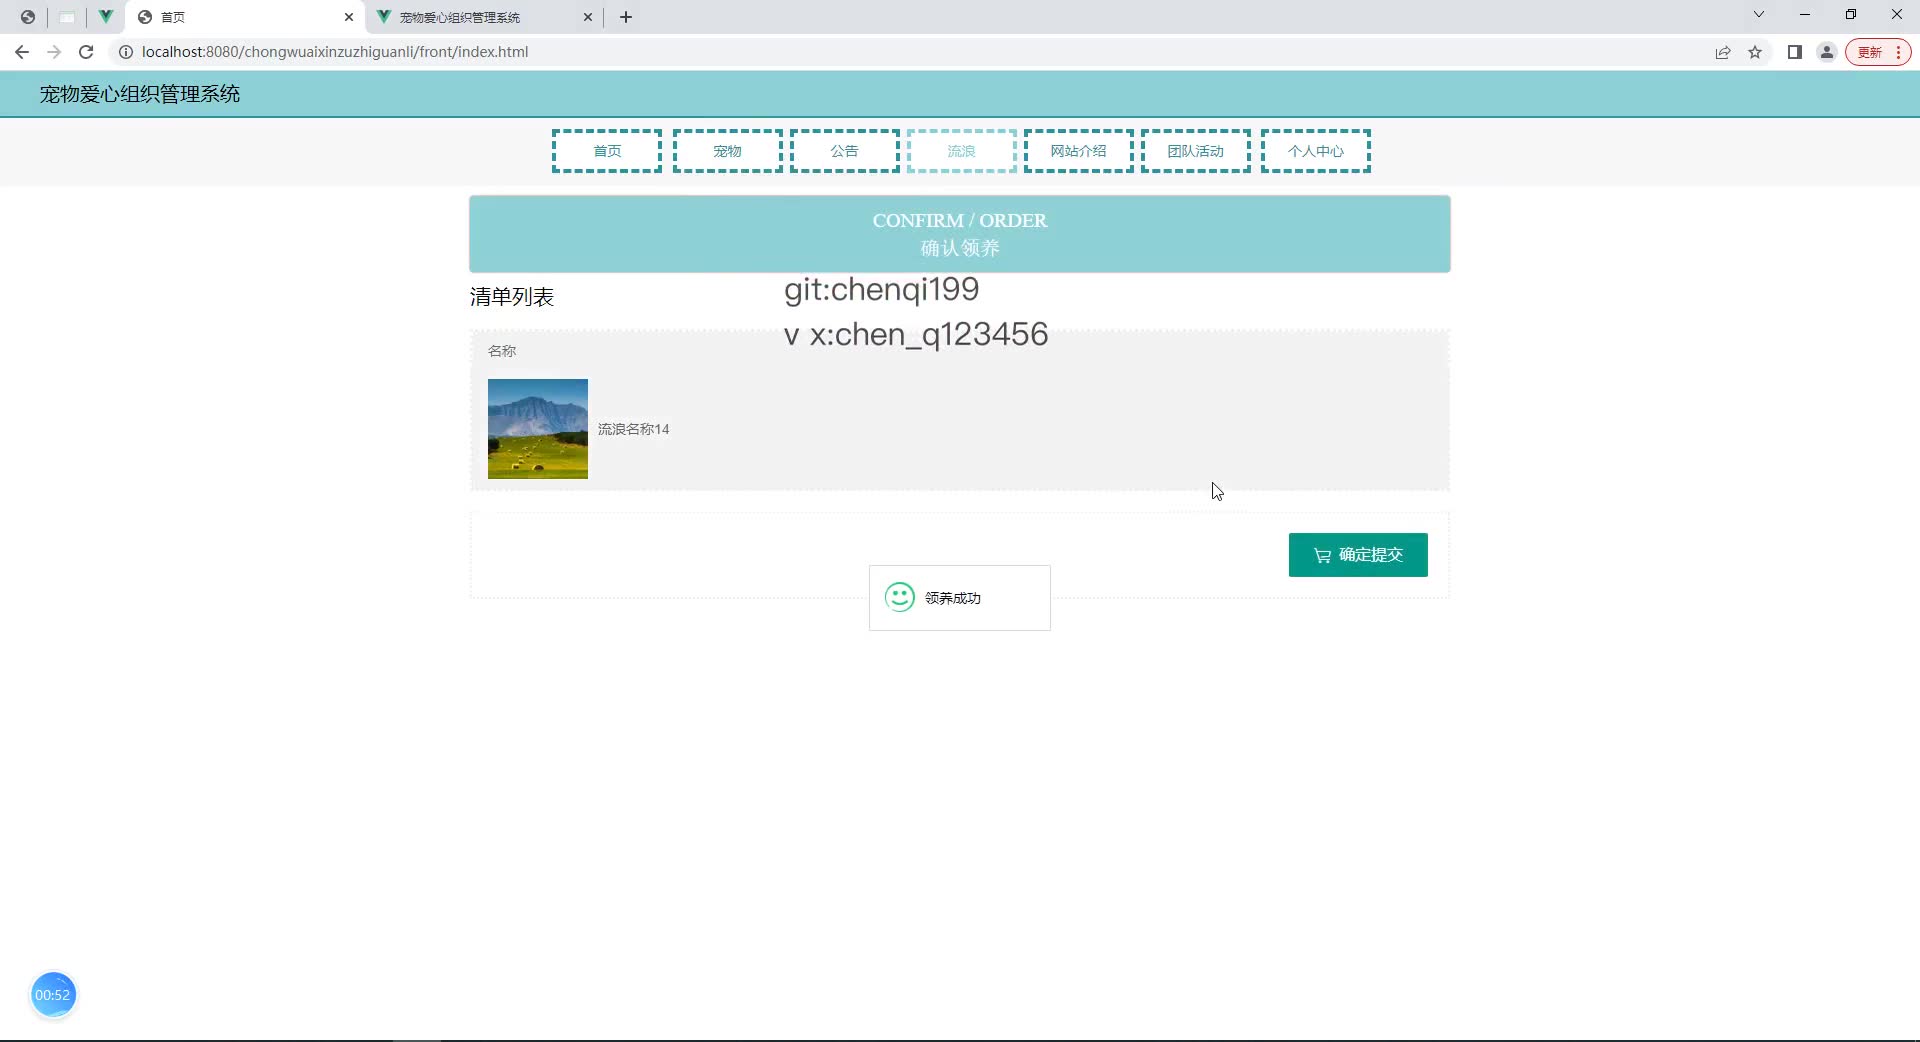 首页
宠物爱心组织管理系统
localhost:8080/chongwuaixinzuzhiguanli/front/index.html
更新
宠物爱心组织管理系统
首页
宠物
公告
流浪
网站介绍
团队活动
个人中心
CONFIRM / ORDER
确认领养
git:chenqi199
清单列表
v x:chen_q123456
名称
流浪名称14
确定提交
领养成功
00:52